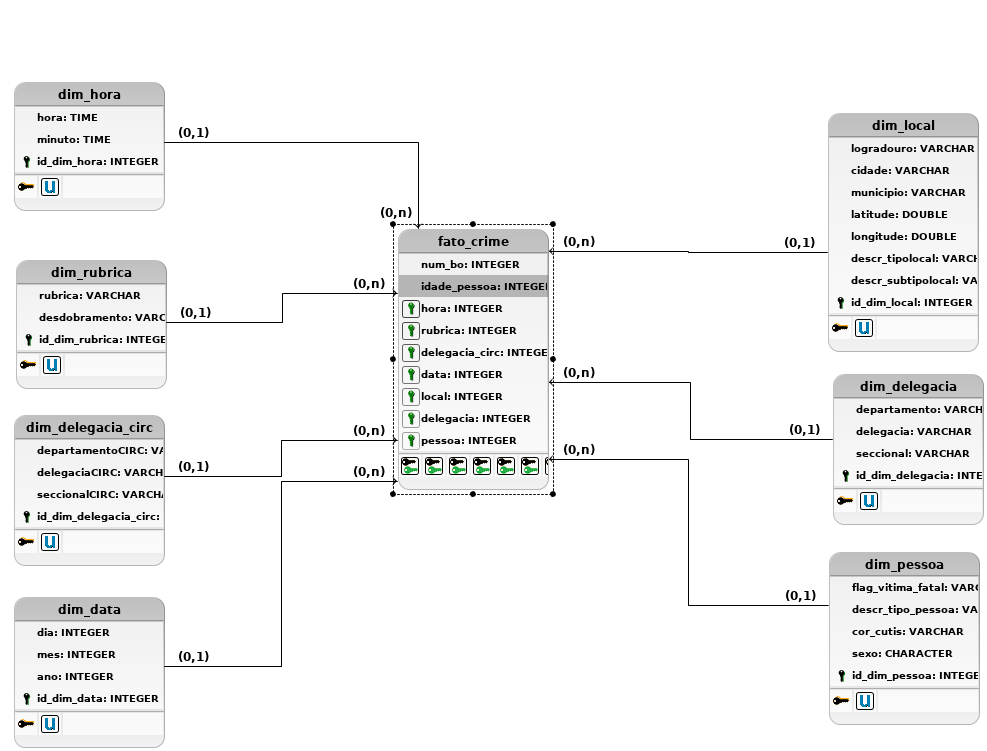 dim_hora
hora: TIME
minuto: TIME
id_dim_hora: INTEGER
U
(0,1)
(0,n)
dim_rubrica
rubrica: VARCHAR
desdobramento: VARC
id_dim_rubrica: INTEGE
U
(0,1)
(0,n)
dim_delegacia_circ
departamentoCIRC: VA
delegaciaCIRC: VARCH
seccionalCIRC: VARCHA
id_dim_delegacia_circ:
U
(0,1)
(0,n)
dim_data
dia: INTEGER
mes: INTEGER
ano: INTEGER
id_dim_data: INTEGER
U
(0,1)
(0,n)
fato_crime
num_bo: INTEGER
idade_pessoa: INTEGEI
hora: INTEGER
rubrica: INTEGER
delegacia_circ: INTEGE
data: INTEGER
local: INTEGER
delegacia: INTEGER
pessoa: INTEGER
(0,n)
(0,1)
dim_local
logradouro: VARCHAR
cidade: VARCHAR
municipio: VARCHAR
latitude: DOUBLE
longitude: DOUBLE
descr_tipolocal: VARCH
descr_subtipolocal: VA
id_dim_local: INTEGER
U
(0,n)
(0,1)
dim_delegacia
departamento: VARCH
delegacia: VARCHAR
seccional: VARCHAR
id_dim_delegacia: INTE
U
(0,n)
(0,1)
dim_pessoa
flag_vitima_fatal: VARC
descr_tipo_pessoa: VA
cor_cutis: VARCHAR
sexo: CHARACTER
id_dim_pessoa: INTEGE
U